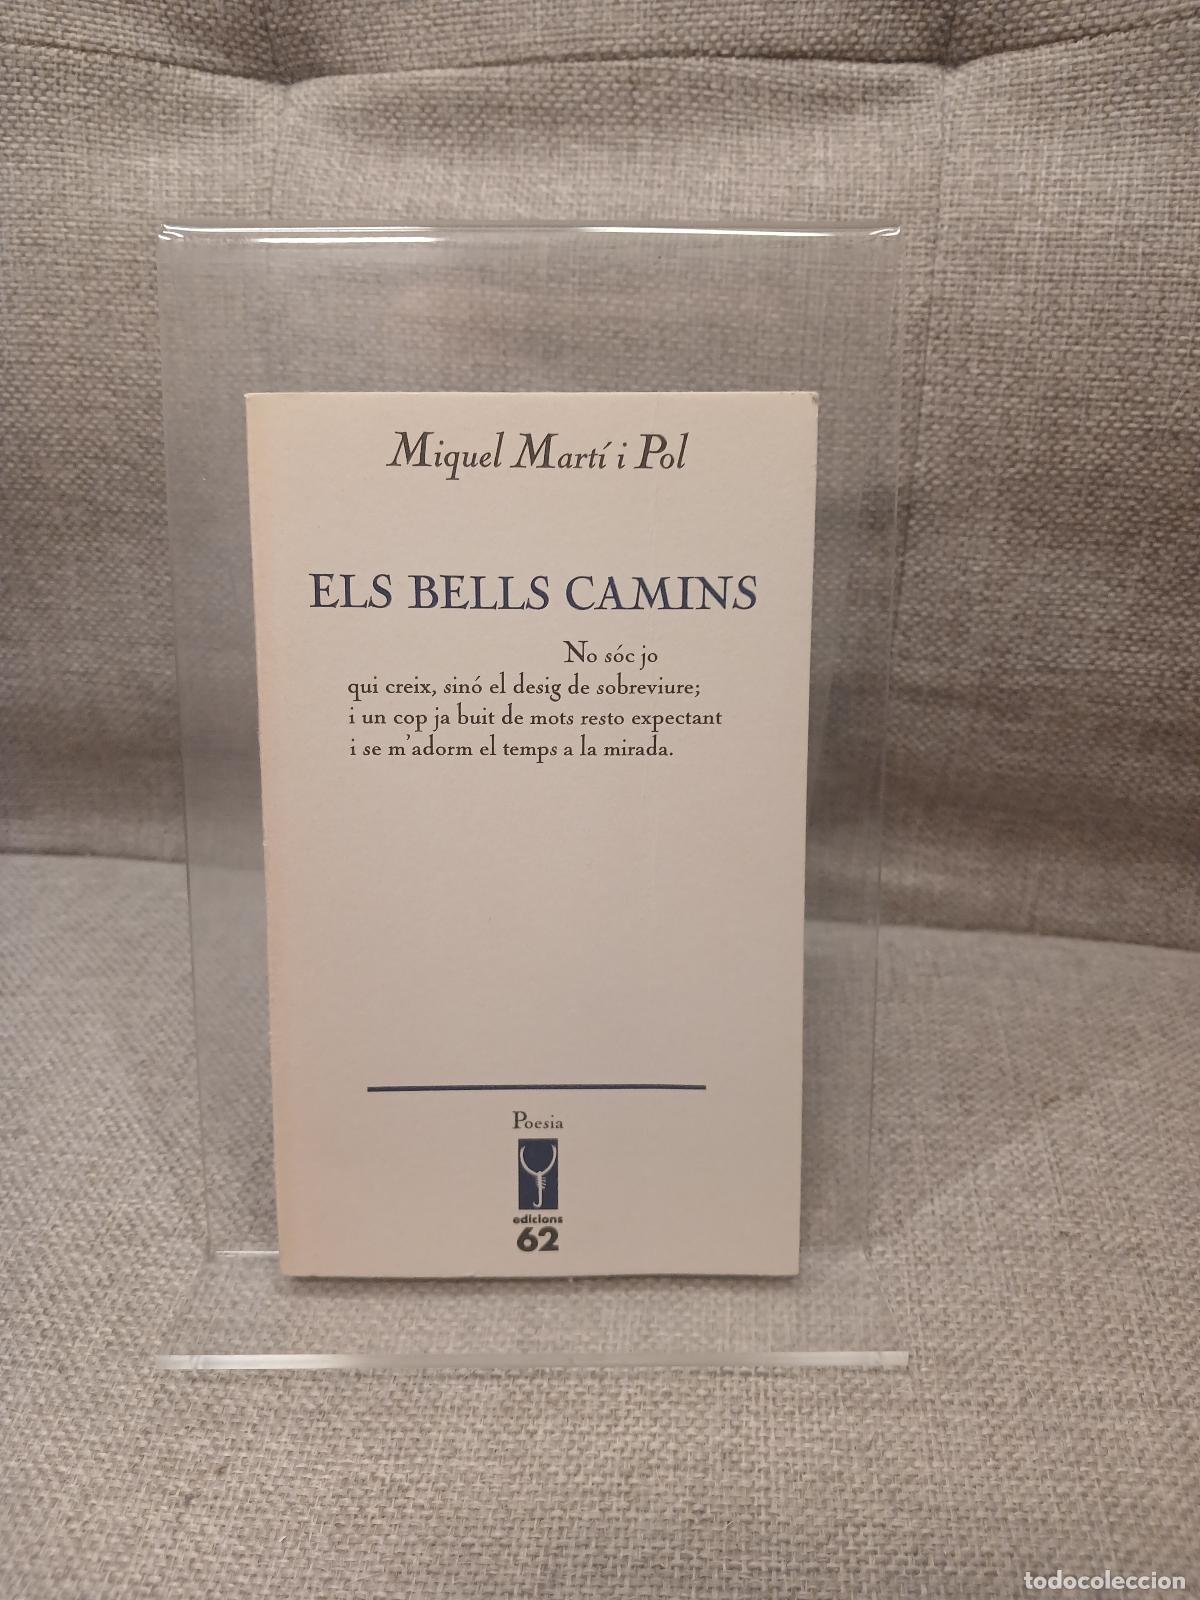 Miquel Martí i Pol
ELS BELLS CAMINS
No sóc jo
qui creix, sinó el desig de sobreviure;
i un cop ja buit de mots resto expectant
i se m'adorm el temps a la mirada.
Poesia
edicions
62
todocoleccion